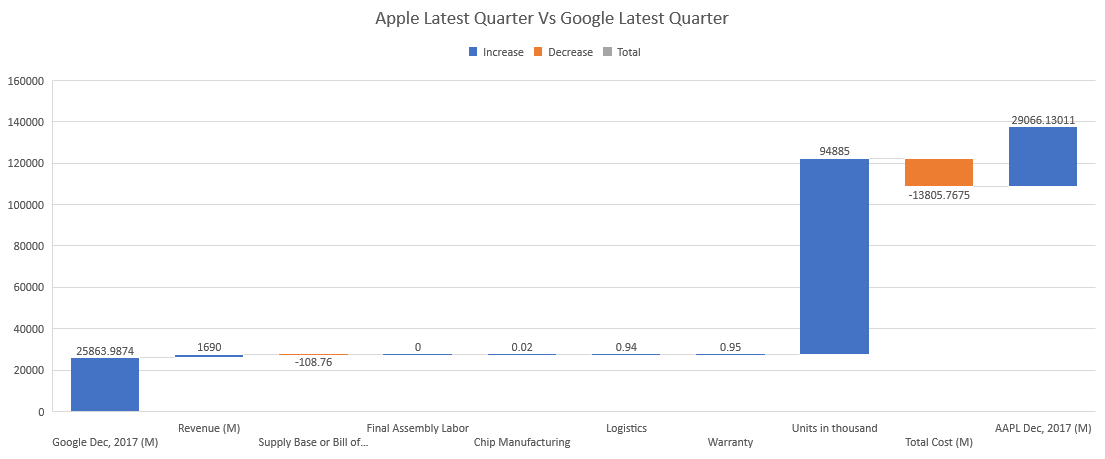 Apple Latest Quarter Vs Google Latest Quarter
Increase Decrease Total
160000
140000
120000
100000
80000
60000
40000
20000
0
25863.9874
1690
-108.76
0
0.02
0.94
0.95
94885
-13805.7675
29066.13011
Google Dec, 2017 (M)
Revenue (M)
Supply Base or Bill of...
Final Assembly Labor
Chip Manufacturing
Logistics
Warranty
Units in thousand
Total Cost (M)
AAPL Dec, 2017 (M)